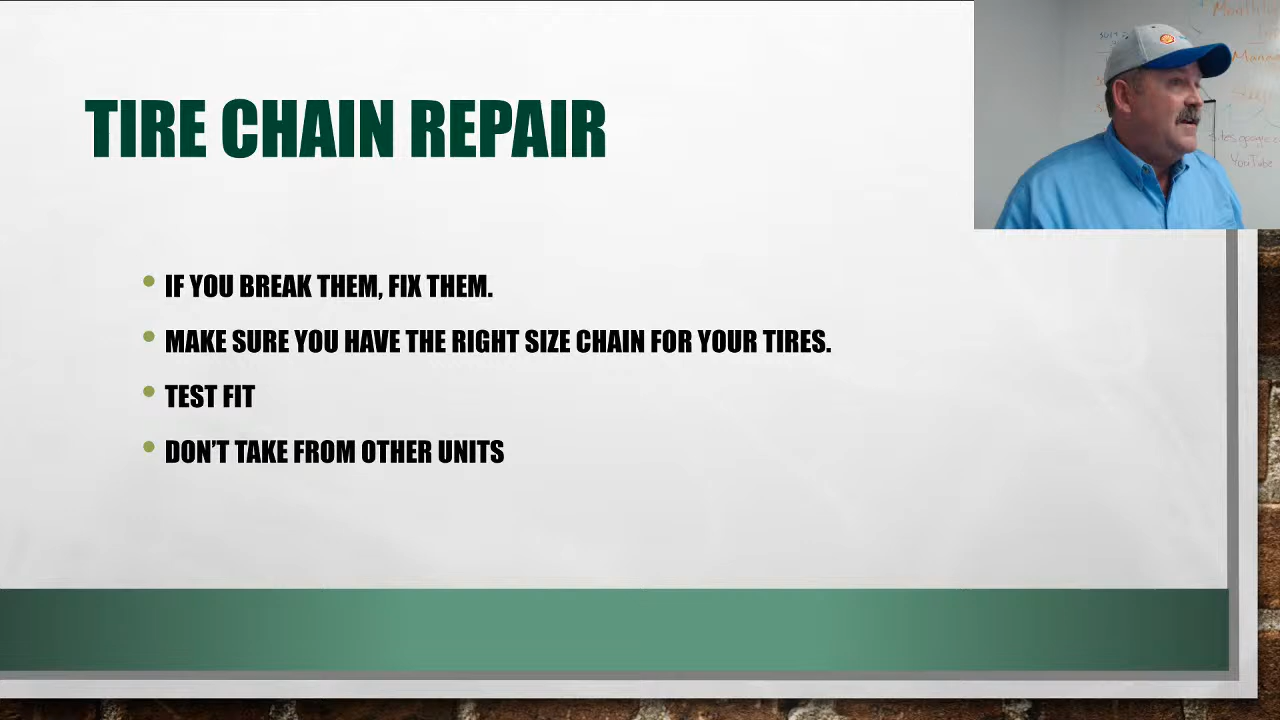 TIRE CHAIN REPAIR
IF YOU BREAK THEM, FIX THEM.
MAKE SURE YOU HAVE THE RIGHT SIZE CHAIN FOR YOUR TIRES.
TEST FIT
DON'T TAKE FROM OTHER UNITS
YouTube